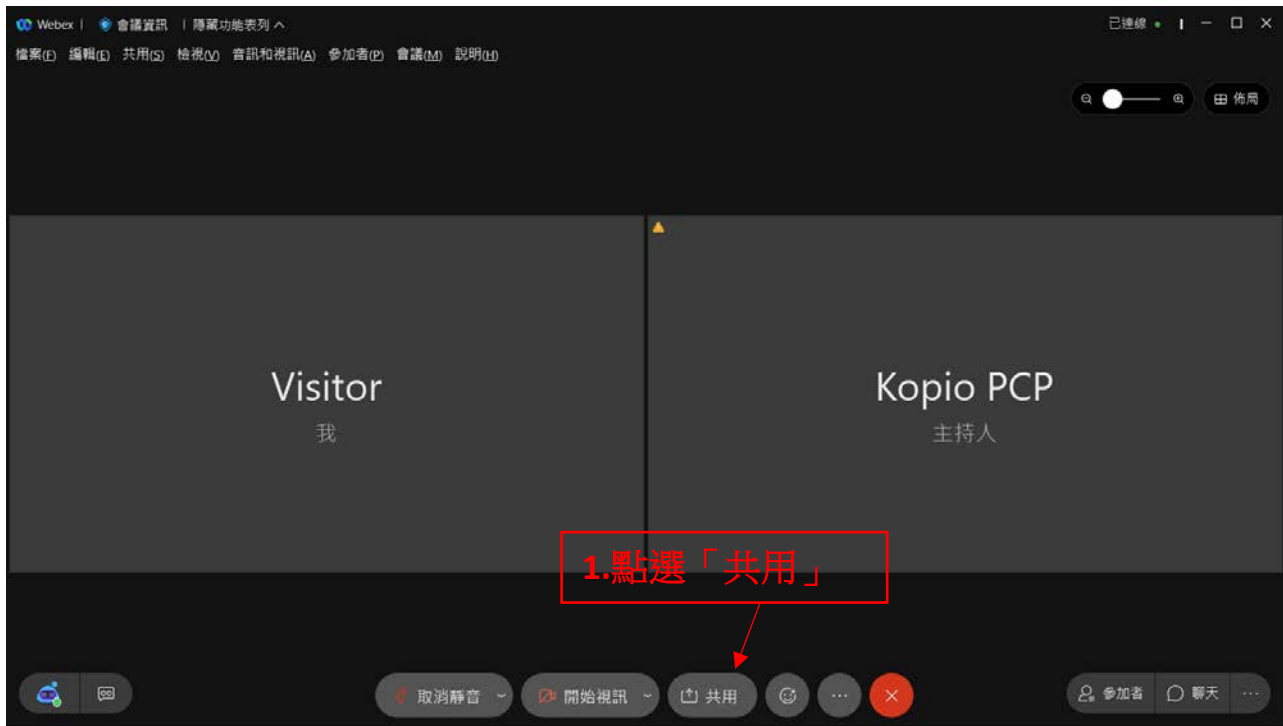 Webex | 會議資訊 | 隱藏功能表列 已連線
檔案(F) 編輯(E) 共用(S) 檢視(V) 音訊和視訊(A) 參加者(P) 會議(M) 說明(H)
佈局
Visitor
我
Kopio PCP
主持人
1.點選「共用」
取消靜音 開始視訊 共用 參加者 聊天